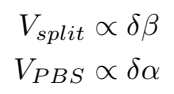 V_{split} ∝ δβ
V_{PBS} ∝ δα